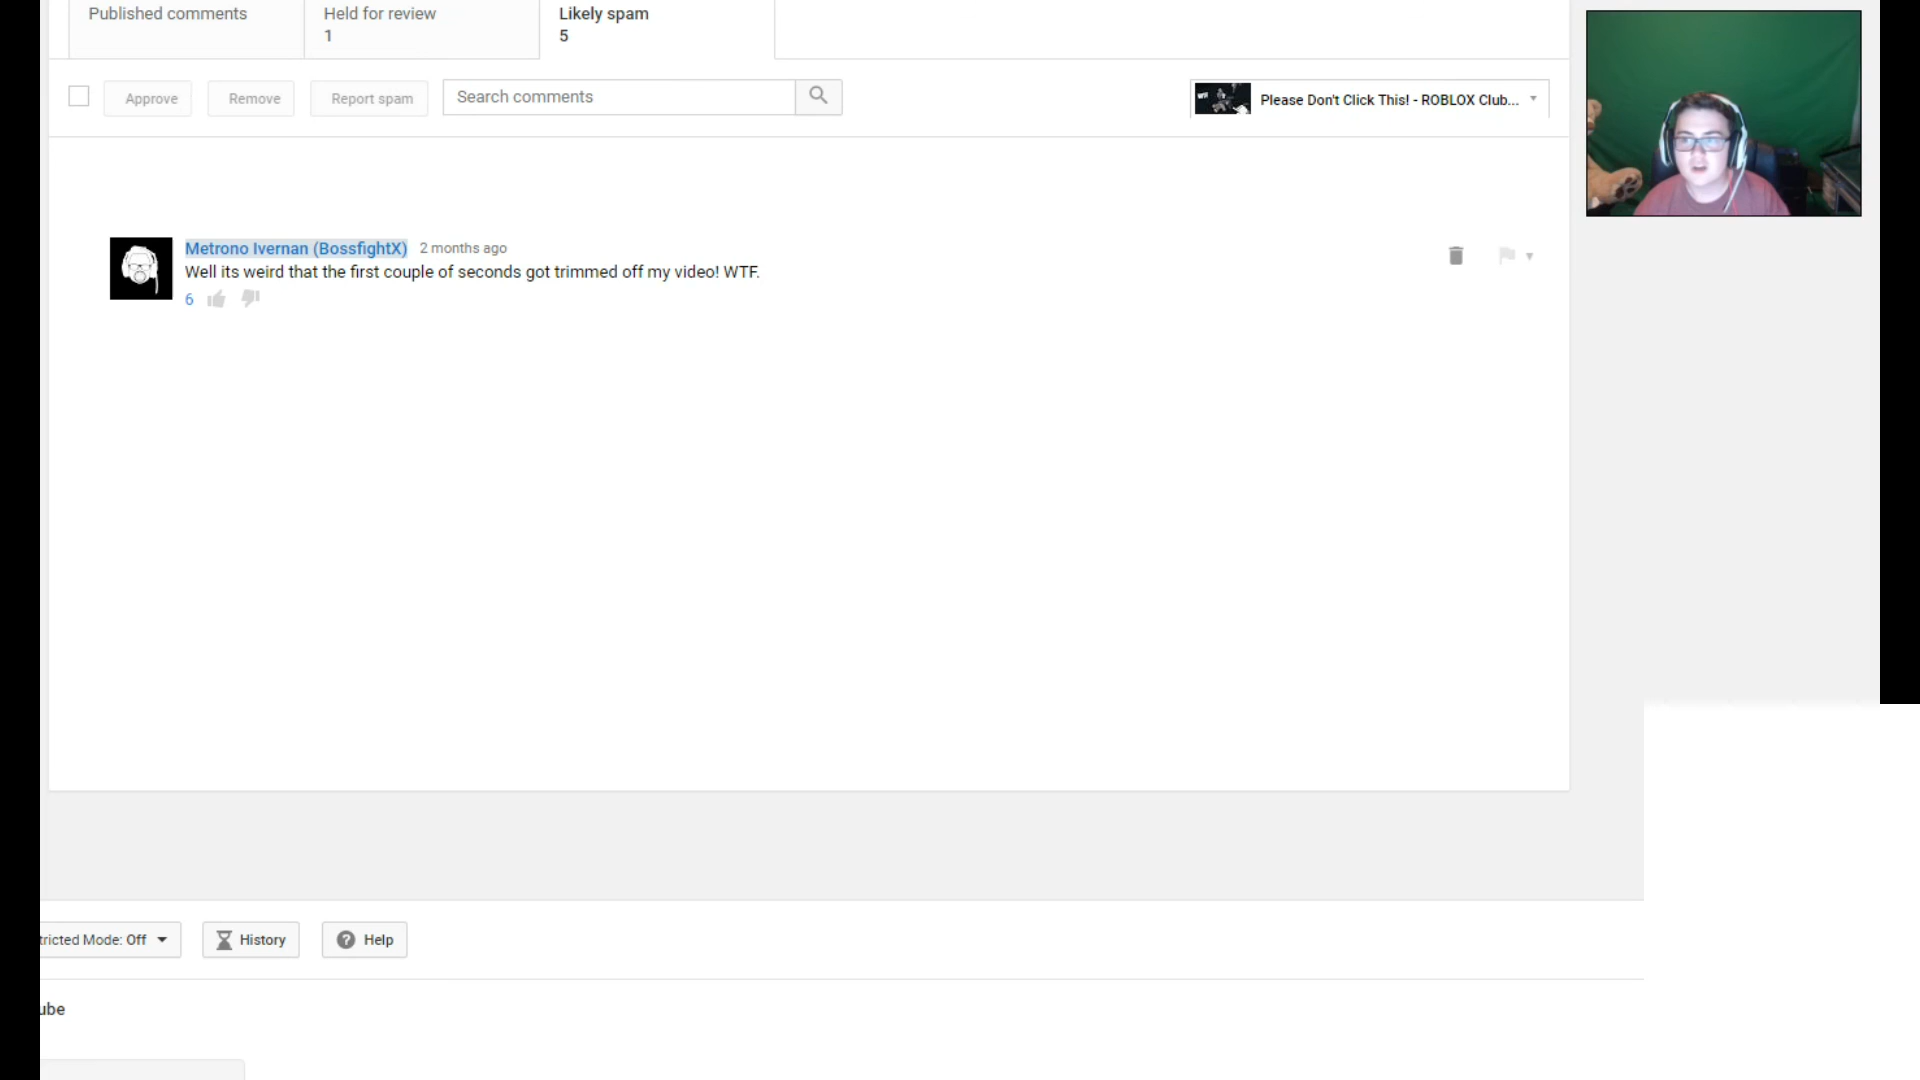 Published comments
Held for review
1
Likely spam
5
Approve
Remove
Report spam
Search comments
Please Don't Click This! - ROBLOX Club...
Metrono Ivernan (BossfightX) 2 months ago
Well its weird that the first couple of seconds got trimmed off my video! WTF.
6
tricted Mode: Off
History
Help
ube